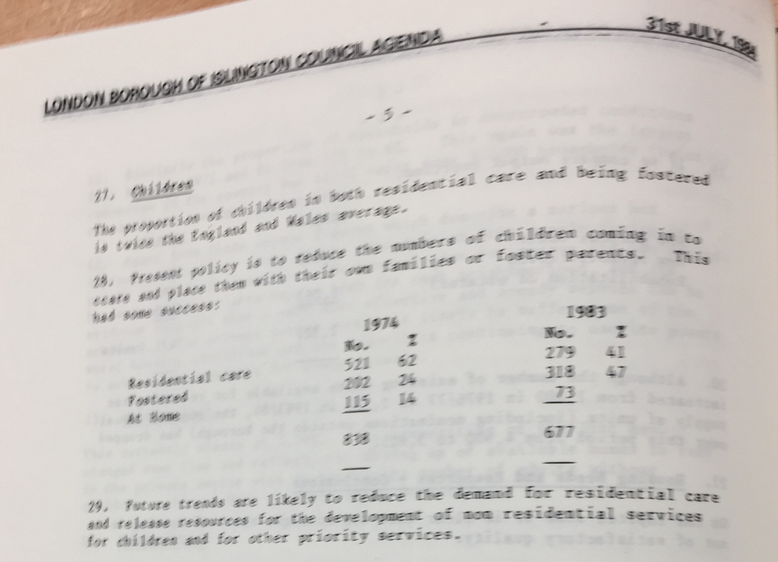 LONDON BOROUGH OF ISLINGTON COUNCIL AGENDA 31st JULY, 1984
- 5 -
27. Children
The proportion of children in both residential care and being fostered
is twice the England and Wales average.
28. Present policy is to reduce the numbers of children coming in to
ccare and place them with their own families or foster parents. This
had some success:
1974 1983
No. % No. %
Residential care 521 62 279 41
Fostered 202 24 318 47
At Home 115 14 73
838 677
29. Future trends are likely to reduce the demand for residential care
and release resources for the development of non residential services
for children and for other priority services.